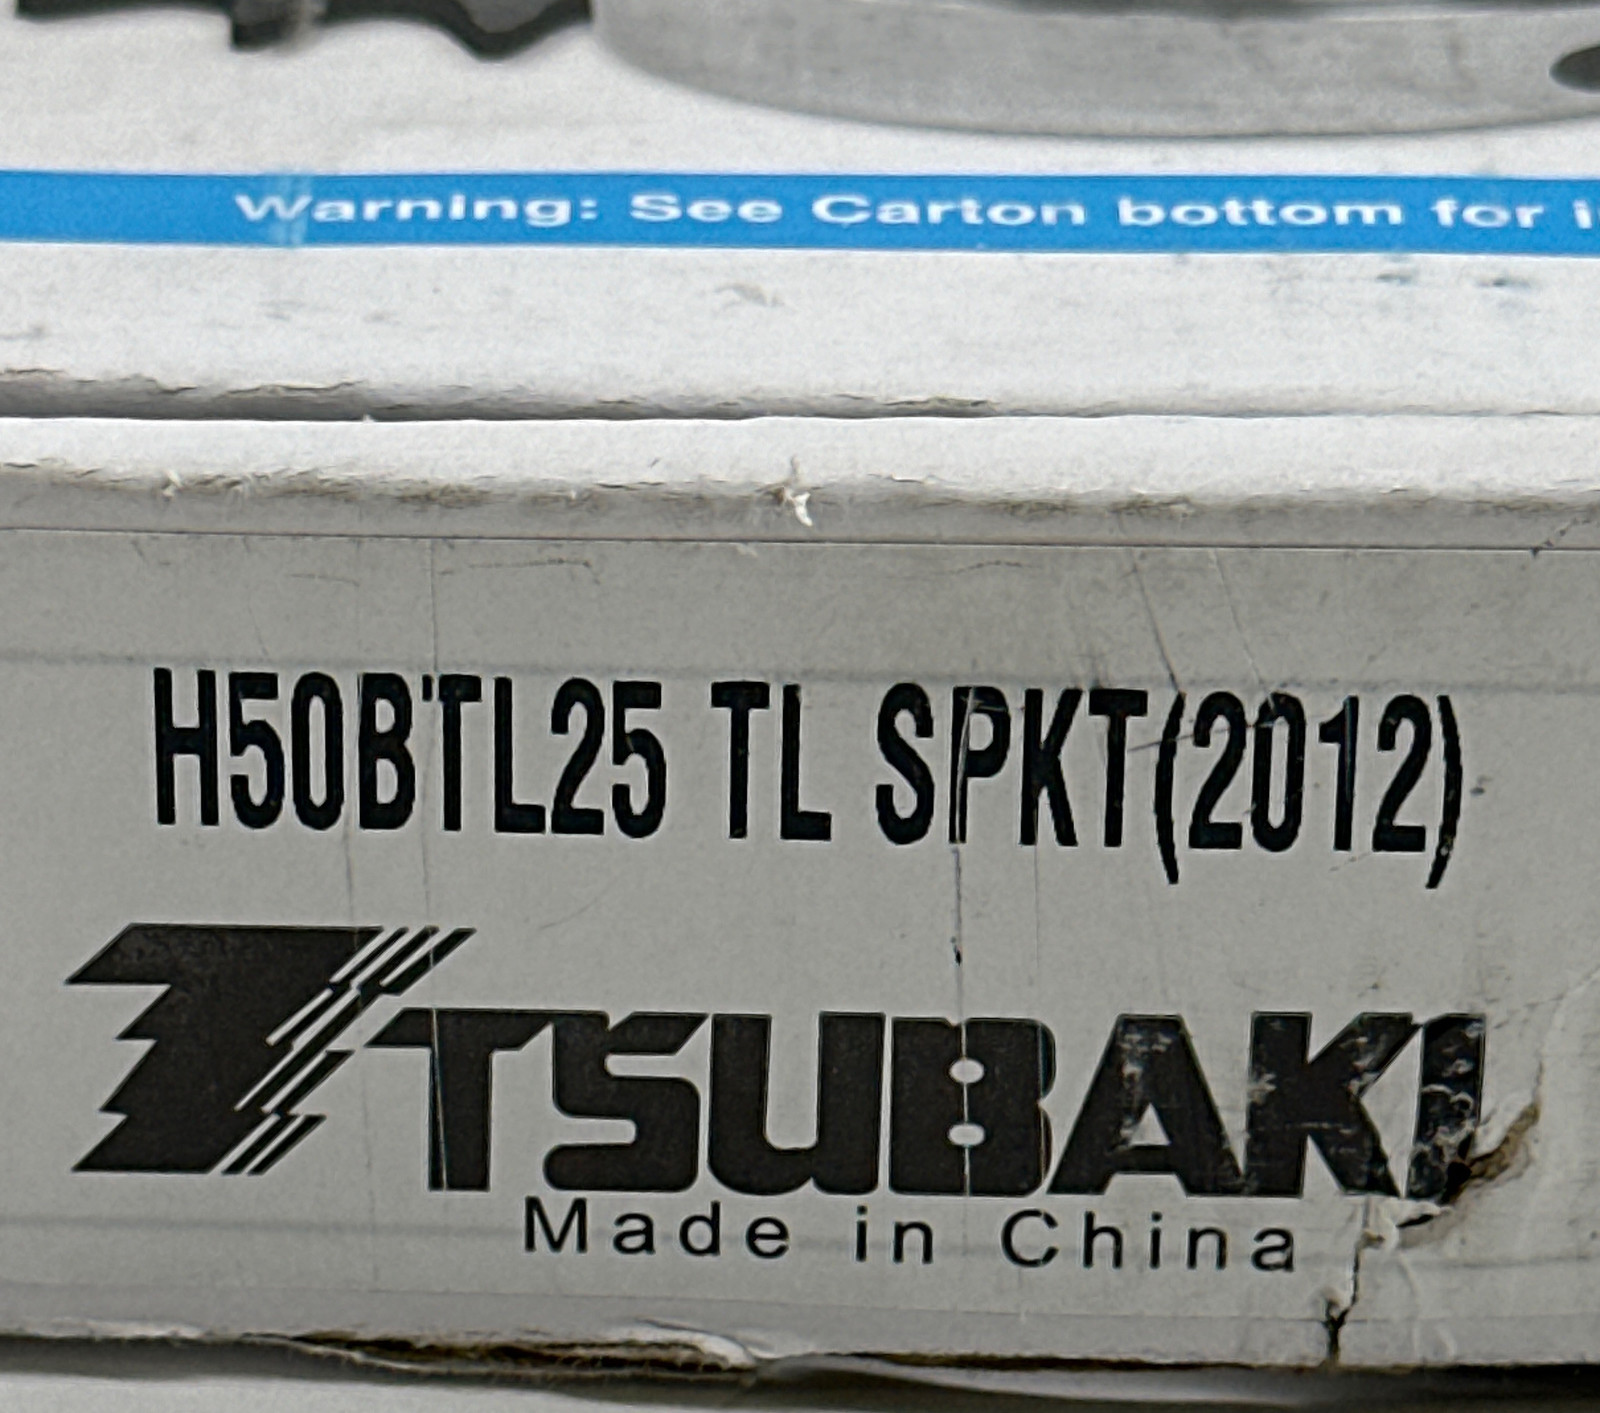 Warning: See Carton bottom for
H50BTL25 TL SPKT(2012)
TSUBAKI
Made in China